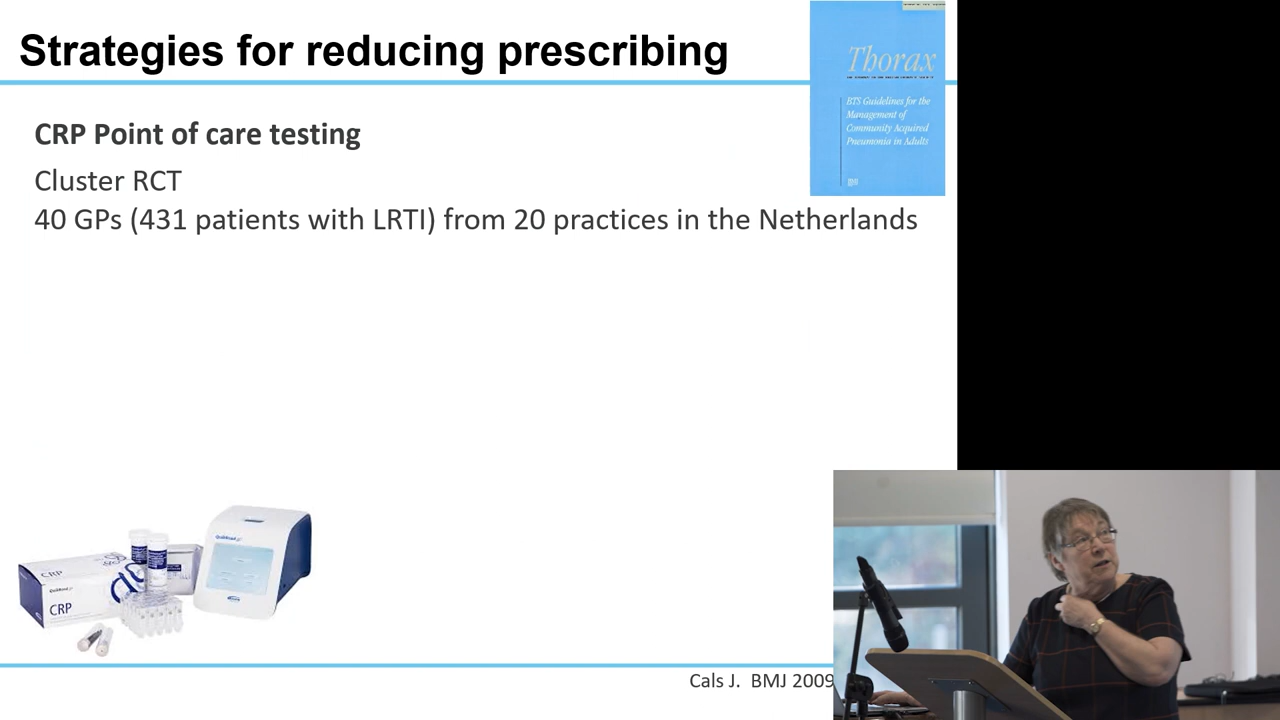 Strategies for reducing prescribing
Thorax
BTS Guidelines for the
Management of
Community Acquired
Pneumonia in Adults
CRP Point of care testing
Cluster RCT
40 GPs (431 patients with LRTI) from 20 practices in the Netherlands
CRP
CRP
Cals J. BMJ 2009